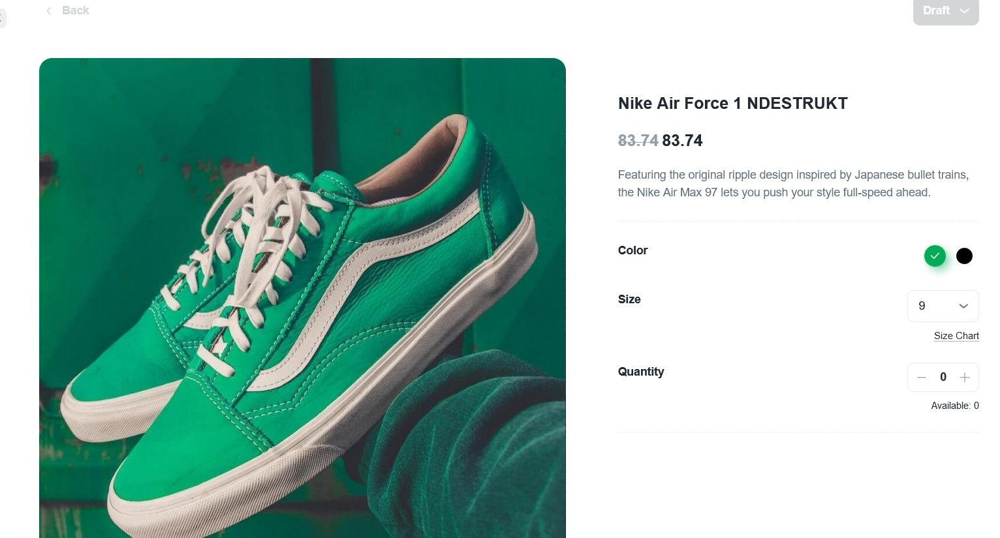 Back
Draft
Nike Air Force 1 NDESTRUKT
83.74 83.74
Featuring the original ripple design inspired by Japanese bullet trains,
the Nike Air Max 97 lets you push your style full-speed ahead.
Color
Size
9
Size Chart
Quantity
0
Available: 0